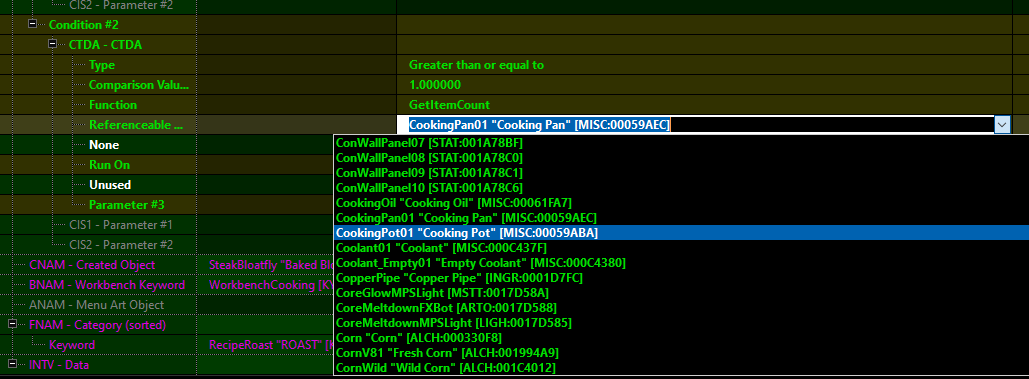 CIS2 - Parameter #2
Condition #2
CTDA - CTDA
Type Greater than or equal to
Comparison Valu... 1.000000
Function GetItemCount
Referenceable ... CookingPan01 "Cooking Pan" [MISC:00059AEC]
None
Run On
Unused
Parameter #3
CIS1 - Parameter #1
CIS2 - Parameter #2
CNAM - Created Object SteakBloatfly "Baked Bl
BNAM - Workbench Keyword WorkbenchCooking [KY
ANAM - Menu Art Object
FNAM - Category (sorted)
Keyword RecipeRoast "ROAST" [K
INTV - Data
ConWallPanel07 [STAT:001A78BF]
ConWallPanel08 [STAT:001A78C0]
ConWallPanel09 [STAT:001A78C1]
ConWallPanel10 [STAT:001A78C6]
CookingOil "Cooking Oil" [MISC:00061FA7]
CookingPan01 "Cooking Pan" [MISC:00059AEC]
CookingPot01 "Cooking Pot" [MISC:00059ABA]
Coolant01 "Coolant" [MISC:000C437F]
Coolant_Empty01 "Empty Coolant" [MISC:000C4380]
CopperPipe "Copper Pipe" [INGR:0001D7FC]
CoreGlowMPSLight [MSTT:0017D58A]
CoreMeltdownFXBot [ARTO:0017D588]
CoreMeltdownMPSLight [LIGH:0017D585]
Corn "Corn" [ALCH:000330F8]
CornV81 "Fresh Corn" [ALCH:001994A9]
CornWild "Wild Corn" [ALCH:001C4012]